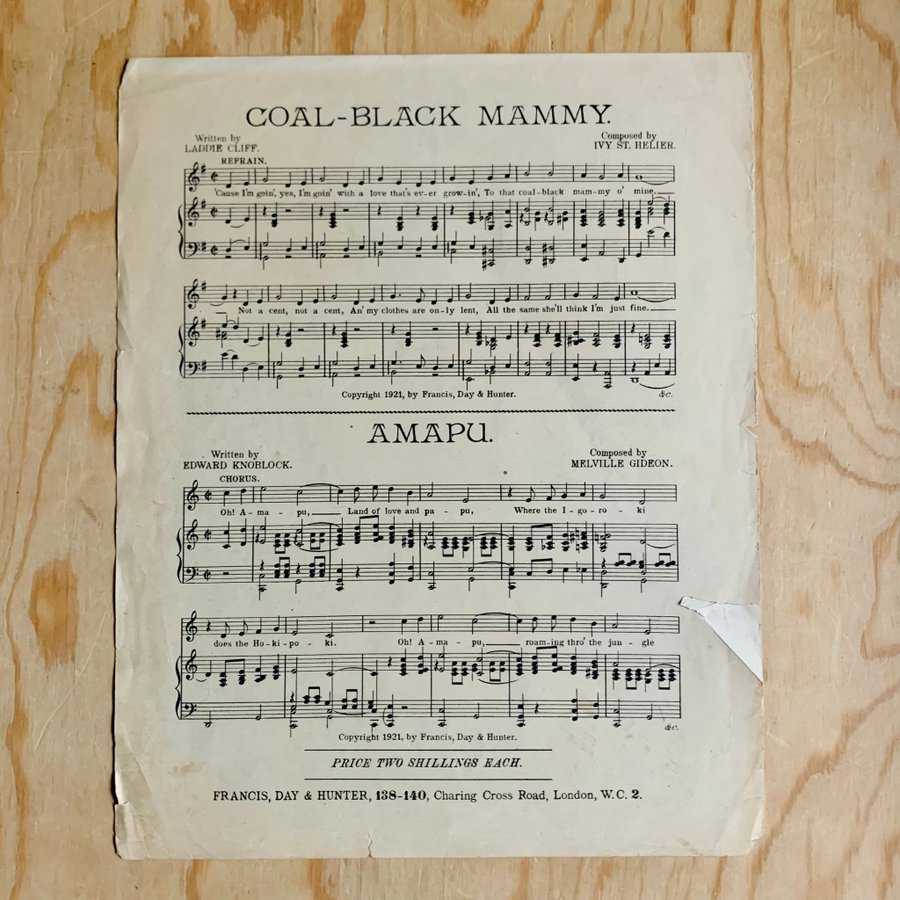 COAL-BLACK MAMMY.
Written by
LADDIE CLIFF.
Composed by
IVY ST. HELIER.
REFRAIN.
'Cause I'm goin', yes, I'm goin' with a love that's ev-er grow-in', To that coal-black mam-my o' mine.
Not a cent, not a cent, An' my clothes are on-ly lent, All the same she'll think I'm just fine.
Copyright 1921, by Francis, Day & Hunter.
&c.
AMAPU.
Written by
EDWARD KNOBLOCK.
Composed by
MELVILLE GIDEON.
CHORUS.
Oh! A-ma-pu, Land of love and pa-pu, Where the I-go-ro-ki
does the Ho-ki-po-ki. Oh! A-ma-pu, roam-ing thro' the jun-gle
&c.
Copyright 1921, by Francis, Day & Hunter.
PRICE TWO SHILLINGS EACH.
FRANCIS, DAY & HUNTER, 138-140, Charing Cross Road, London, W.C. 2.